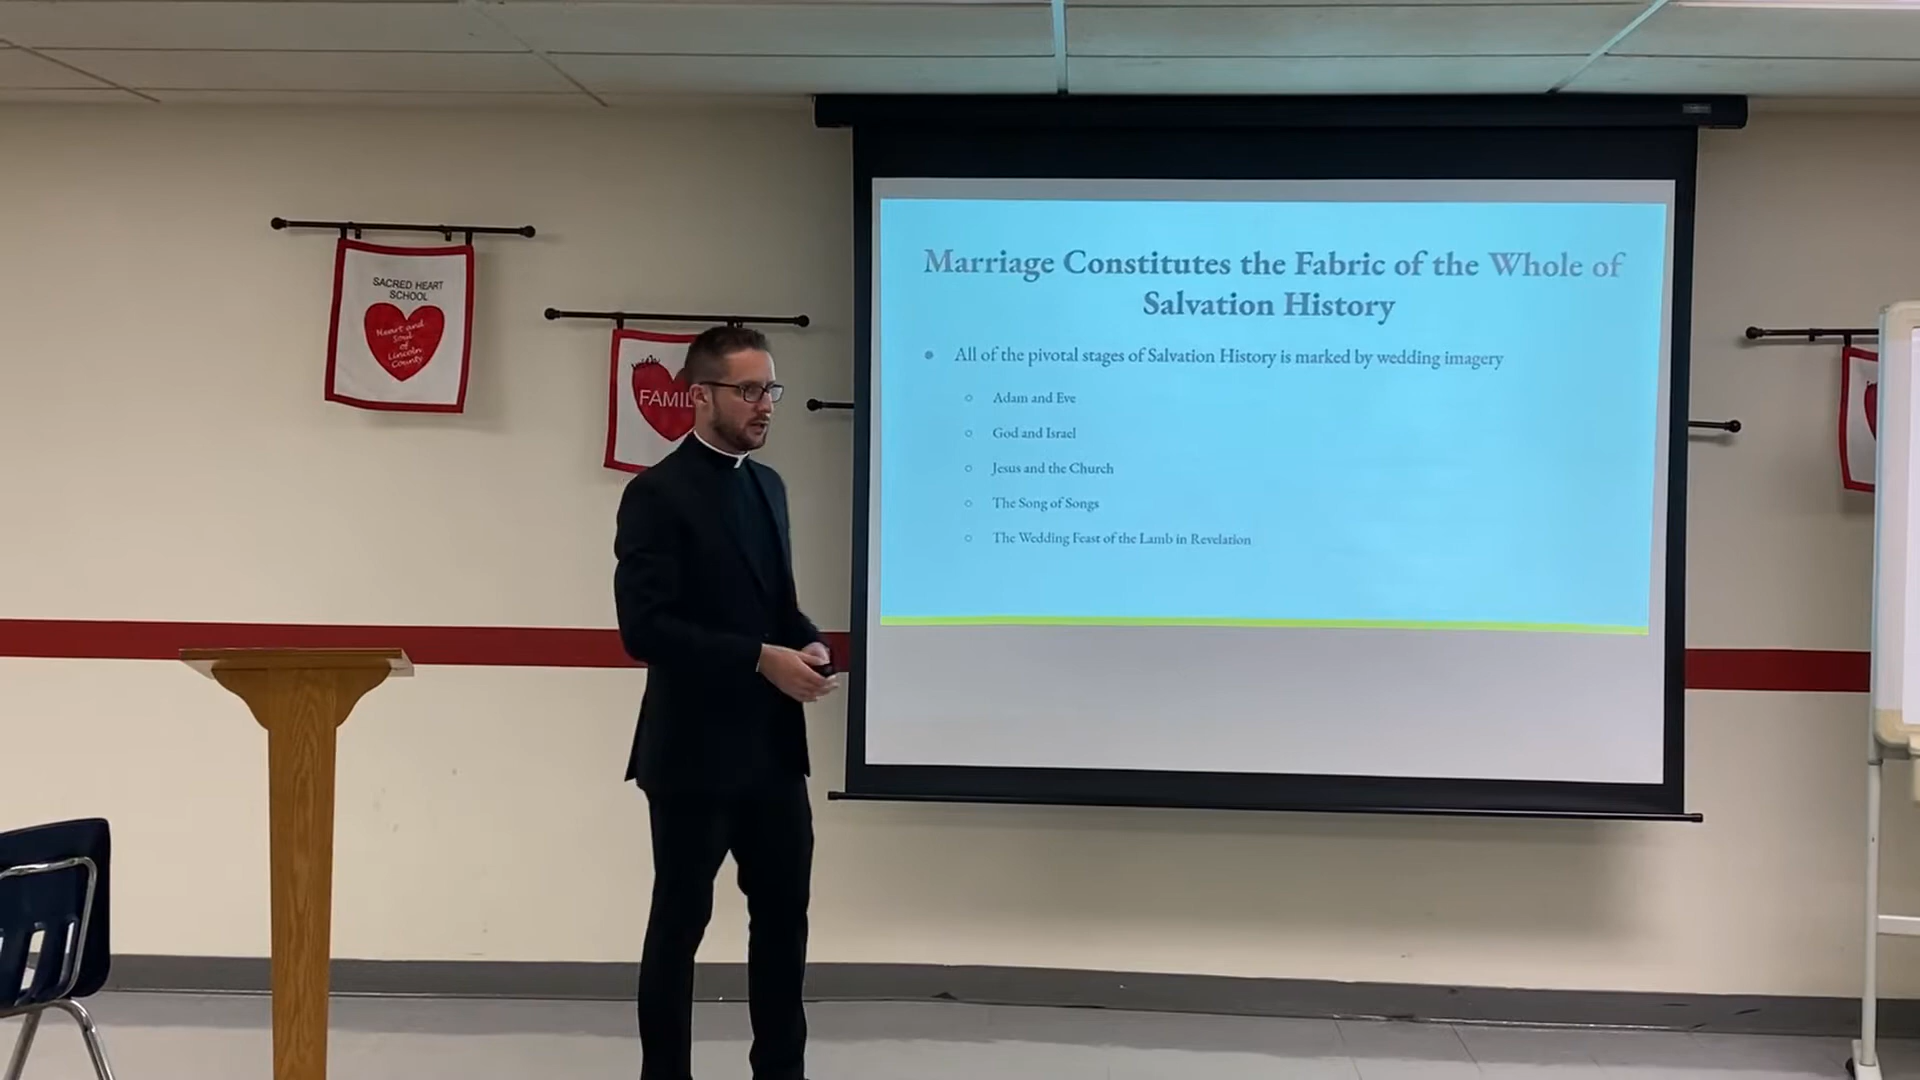 SACRED HEART
SCHOOL
Heart and
Soul
of
Lincoln
County
FAMIL
Marriage Constitutes the Fabric of the Whole of
Salvation History
All of the pivotal stages of Salvation History is marked by wedding imagery
Adam and Eve
God and Israel
Jesus and the Church
The Song of Songs
The Wedding Feast of the Lamb in Revelation